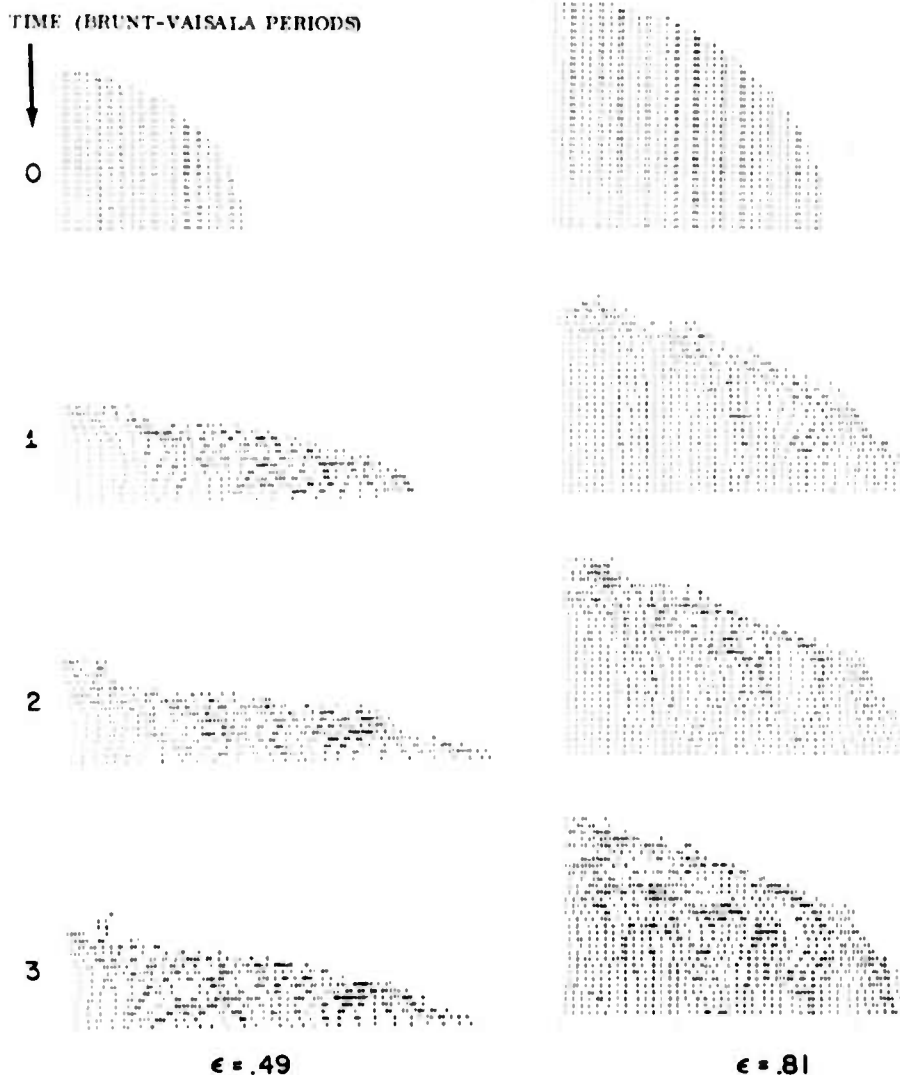 TIME (BRUNT-VAISALA PERIODS)
0
1
2
3
ϵ = .49
ϵ = .81